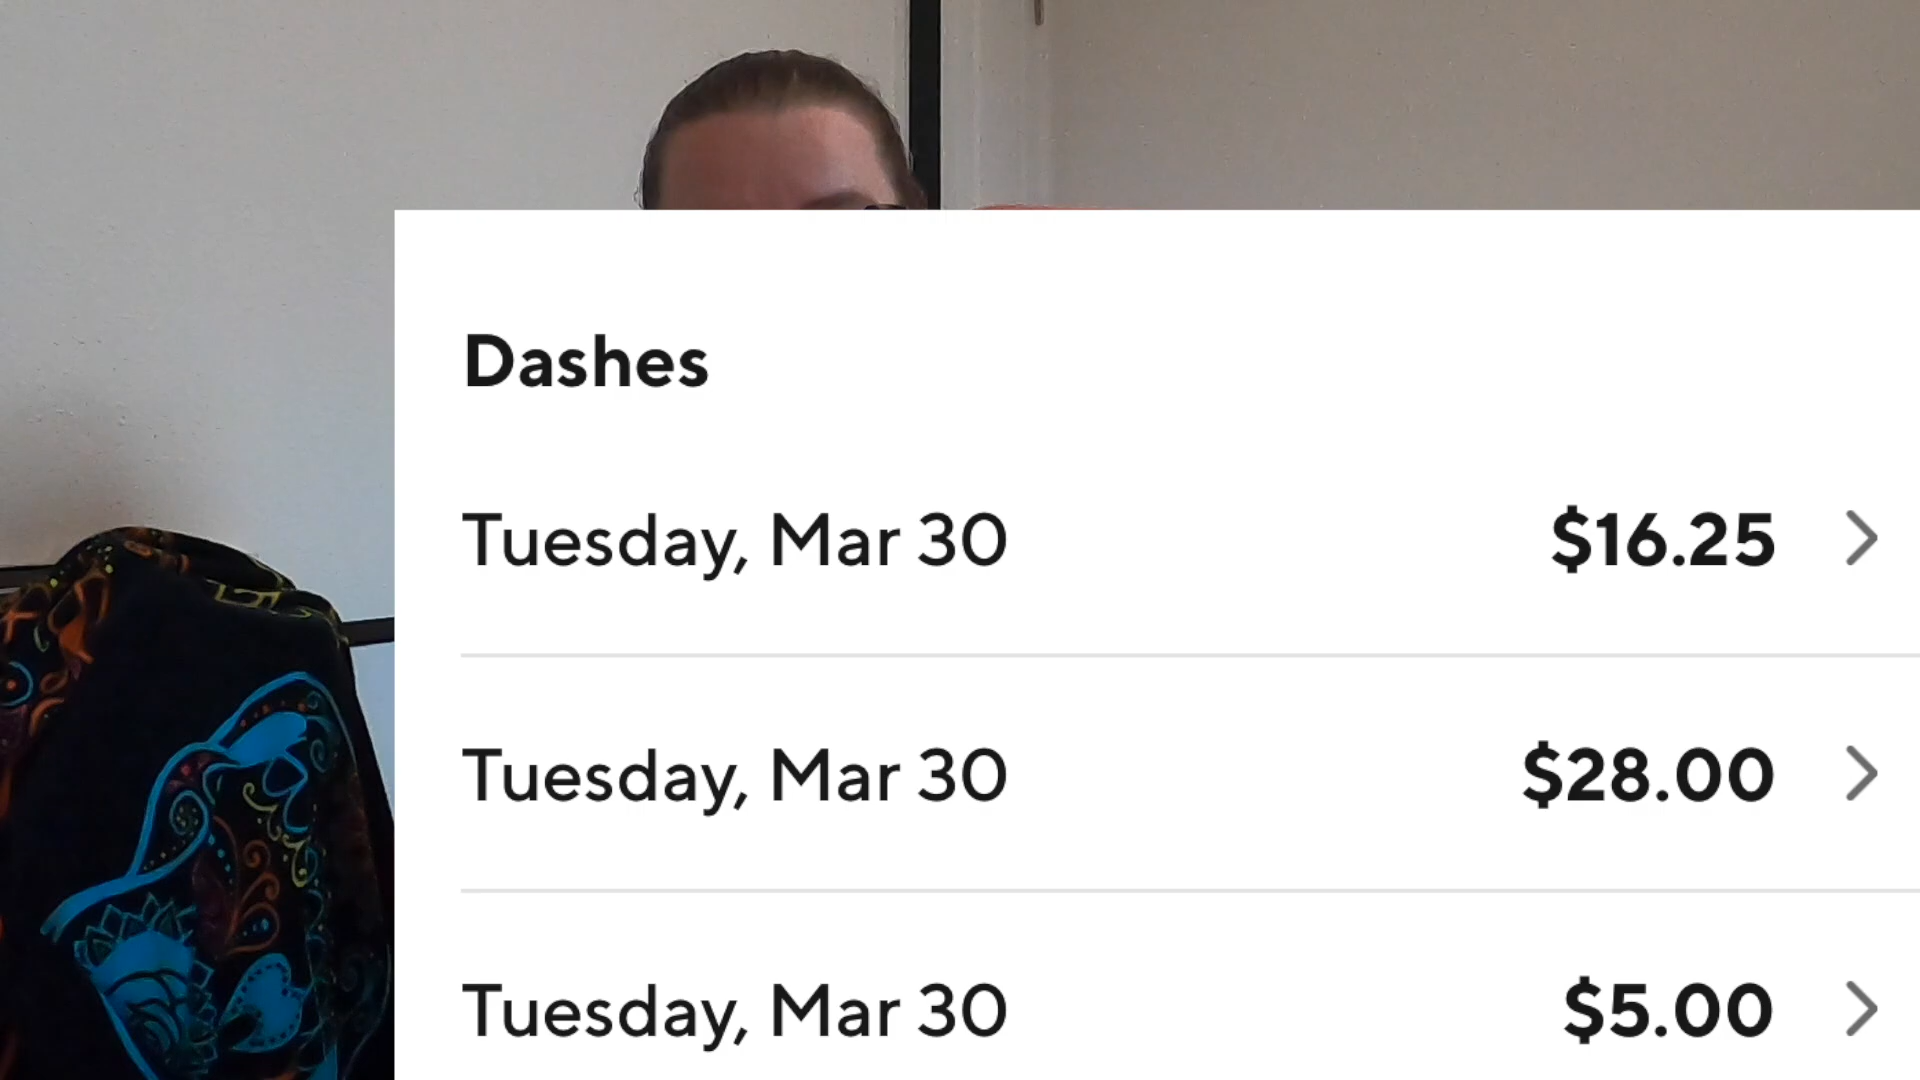 Dashes
Tuesday, Mar 30 $16.25
Tuesday, Mar 30 $28.00
Tuesday, Mar 30 $5.00